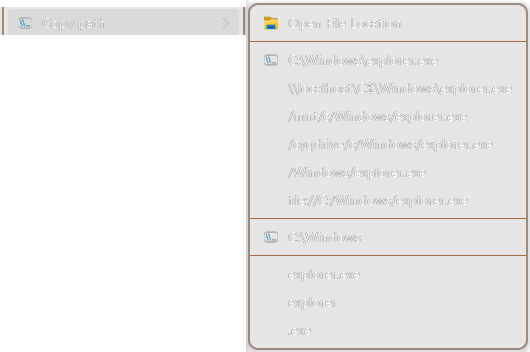 Copy path
Open File Location
C:\Windows\explorer.exe
\\localhost\C$\Windows\explorer.exe
/mnt/c/Windows/explorer.exe
/cygdrive/c/Windows/explorer.exe
/Windows/explorer.exe
file://C:/Windows/explorer.exe
C:\Windows
explorer.exe
explorer
.exe